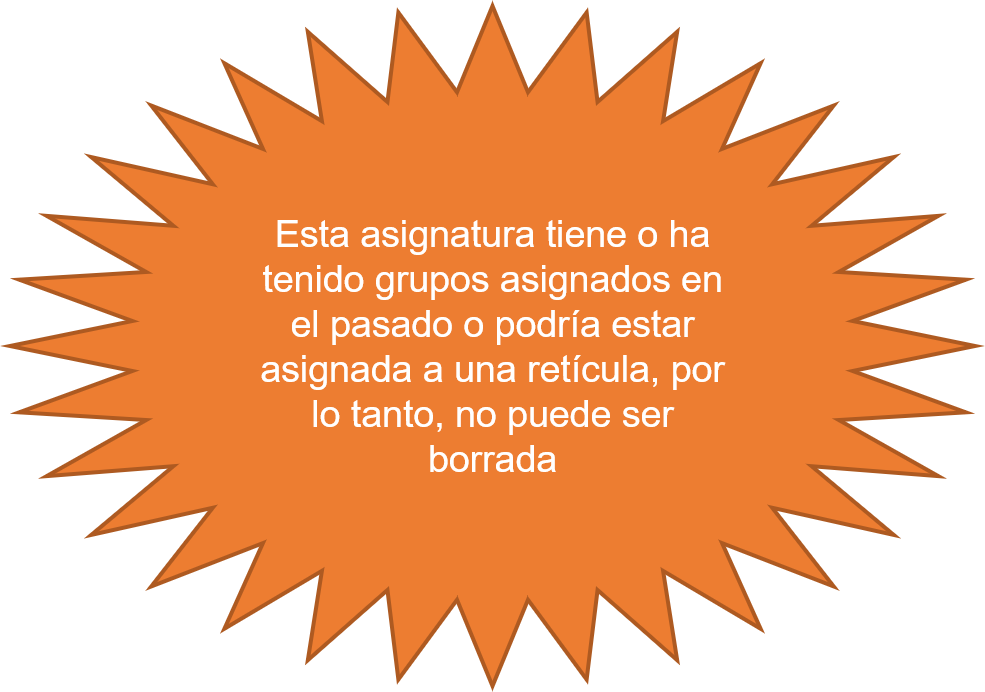 Esta asignatura tiene o ha
tenido grupos asignados en
el pasado o podría estar
asignada a una retícula, por
lo tanto, no puede ser
borrada